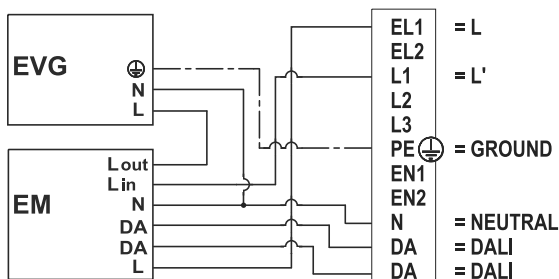 EVG
N
L
EM
Lout
Lin
N
DA
DA
L
EL1 = L
EL2
L1 = L'
L2
L3
PE = GROUND
EN1
EN2
N = NEUTRAL
DA = DALI
DA = DALI